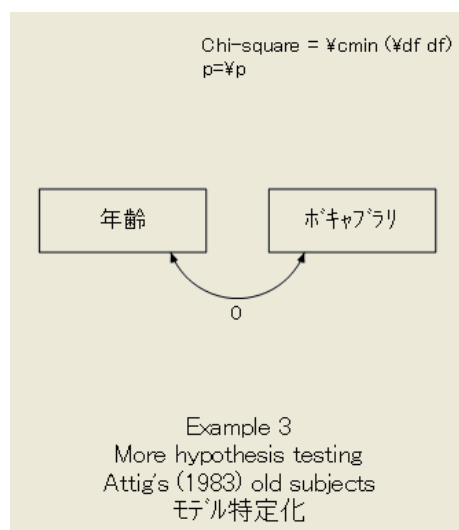 Chi-square = ¥cmin (¥df df)
p=¥p
年齢
ﾎﾞｷｬﾌﾞﾗﾘ
0
Example 3
More hypothesis testing
Attig's (1983) old subjects
ﾓﾃﾞﾙ特定化